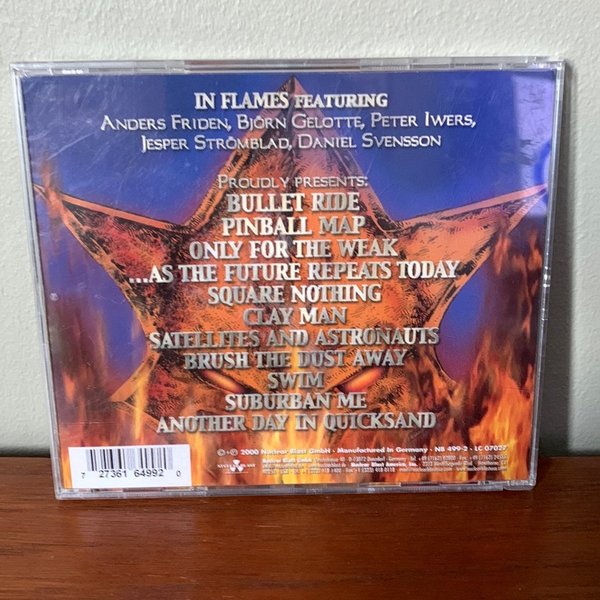 IN FLAMES FEATURING
ANDERS FRIDEN, BJÖRN GELOTTE, PETER IWERS,
JESPER STRÖMBLAD, DANIEL SVENSSON
PROUDLY PRESENTS:
BULLET RIDE
PINBALL MAP
ONLY FOR THE WEAK
...AS THE FUTURE REPEATS TODAY
SQUARE NOTHING
CLAY MAN
SATELLITES AND ASTRONAUTS
BRUSH THE DUST AWAY
SWIM
SUBURBAN ME
ANOTHER DAY IN QUICKSAND
℗ + © 2000 Nuclear Blast GmbH · Manufactured in Germany · NB 499-2 · LC 07027
7 27361 64992 0